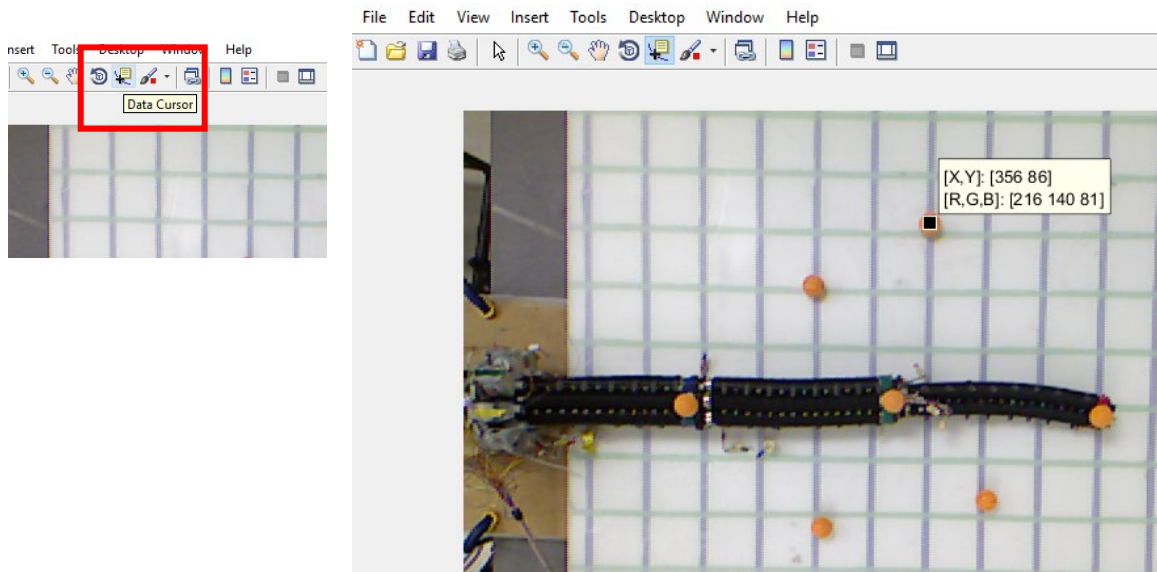 File Edit View Insert Tools Desktop Window Help
nsert Tools Desktop Window Help
Data Cursor
[X,Y]: [356 86]
[R,G,B]: [216 140 81]